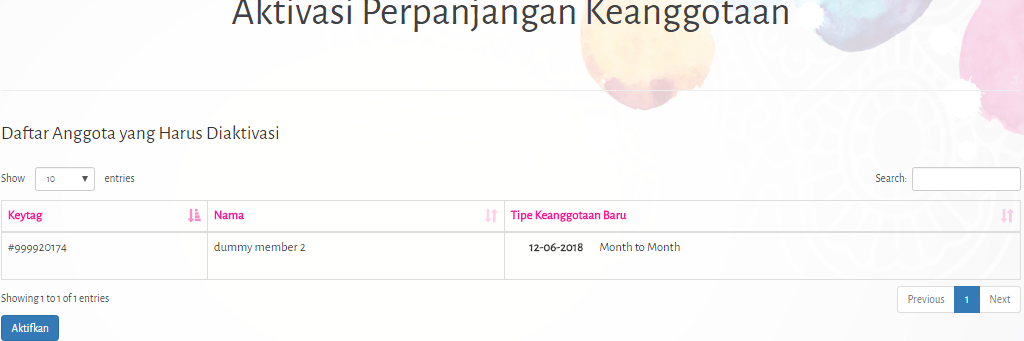 Aktivasi Perpanjangan Keanggotaan
Daftar Anggota yang Harus Diaktivasi
Show 10 entries Search:
Keytag Nama Tipe Keanggotaan Baru
#999920174 dummy member 2 12-06-2018 Month to Month
Showing 1 to 1 of 1 entries Previous 1 Next
Aktifkan